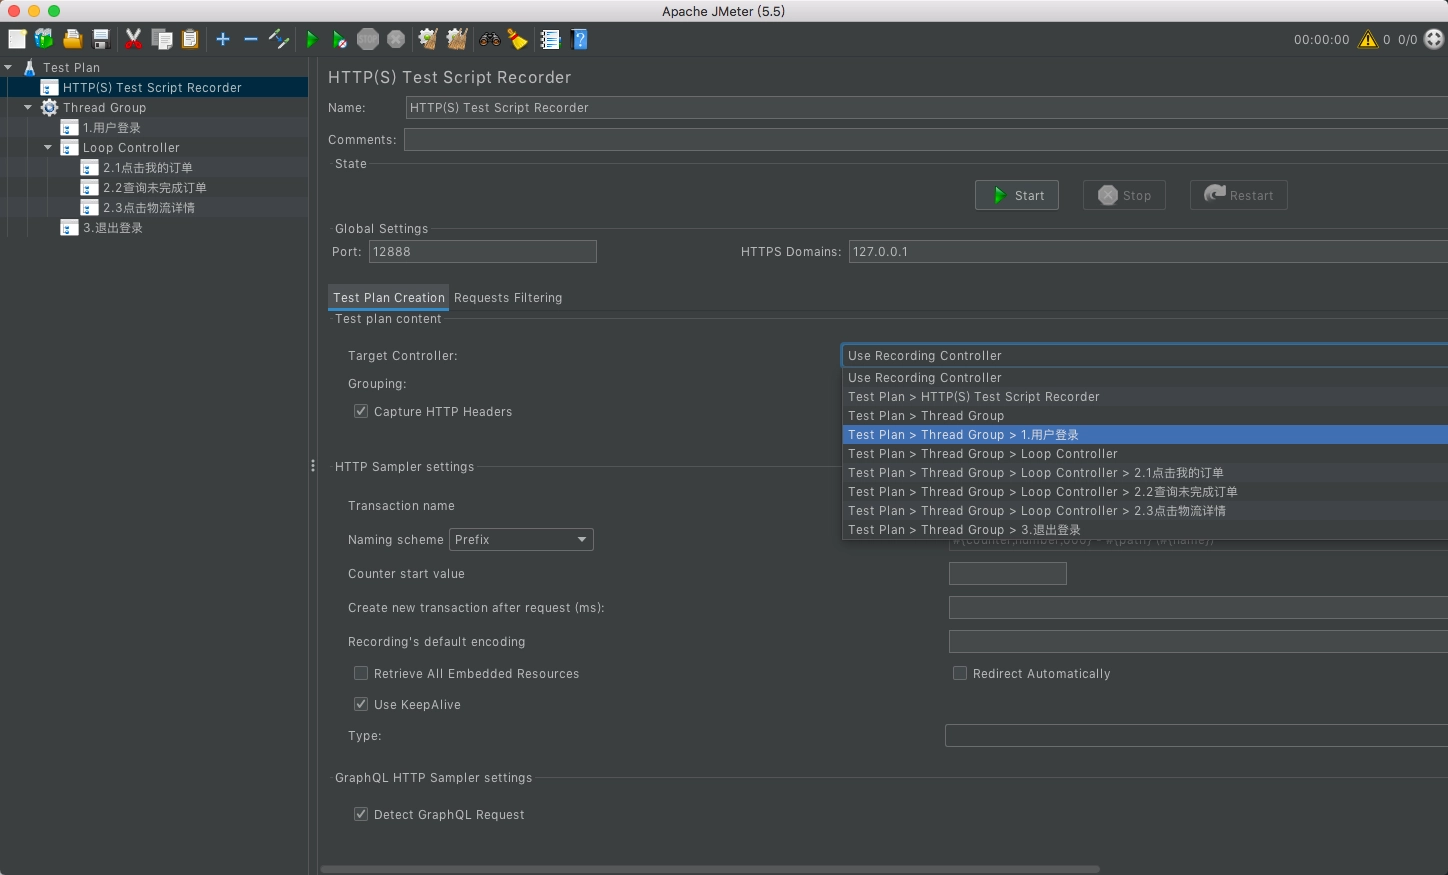 Apache JMeter (5.5)
STOP
00:00:00 0 0/0
Test Plan
HTTP(S) Test Script Recorder
Thread Group
1.用户登录
Loop Controller
2.1点击我的订单
2.2查询未完成订单
2.3点击物流详情
3.退出登录
HTTP(S) Test Script Recorder
Name: HTTP(S) Test Script Recorder
Comments:
State
Start Stop Restart
Global Settings
Port: 12888 HTTPS Domains: 127.0.0.1
Test Plan Creation Requests Filtering
Test plan content
Target Controller: Use Recording Controller
Use Recording Controller
Test Plan > HTTP(S) Test Script Recorder
Test Plan > Thread Group
Test Plan > Thread Group > 1.用户登录
Test Plan > Thread Group > Loop Controller
Test Plan > Thread Group > Loop Controller > 2.1点击我的订单
Test Plan > Thread Group > Loop Controller > 2.2查询未完成订单
Test Plan > Thread Group > Loop Controller > 2.3点击物流详情
Test Plan > Thread Group > 3.退出登录
Grouping:
Capture HTTP Headers
HTTP Sampler settings
Transaction name
Naming scheme Prefix
Counter start value
Create new transaction after request (ms):
Recording's default encoding
Retrieve All Embedded Resources Redirect Automatically
Use KeepAlive
Type:
GraphQL HTTP Sampler settings
Detect GraphQL Request